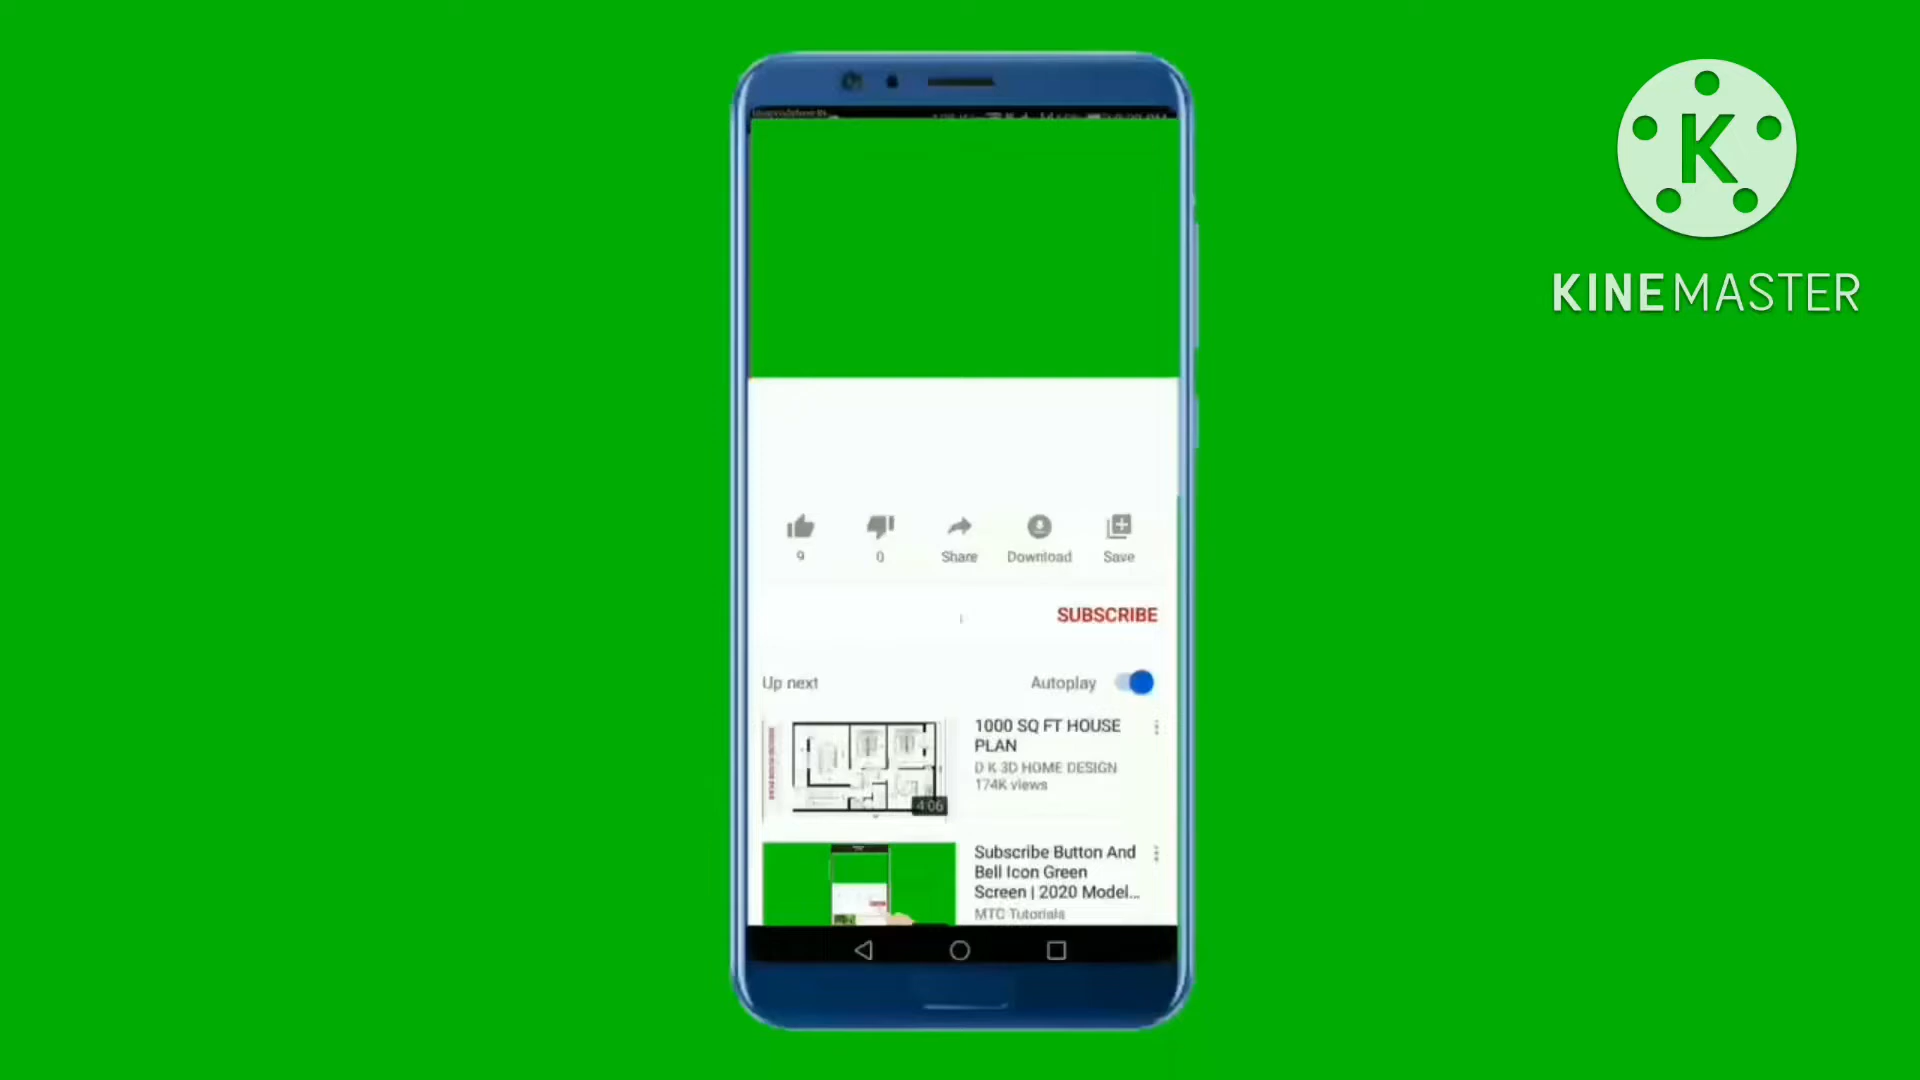 K
KINEMASTER
9
0
Share
Download
Save
SUBSCRIBE
Up next
Autoplay
1000 SQ FT HOUSE
PLAN
D K 3D HOME DESIGN
174K views
4:06
Subscribe Button And
Bell Icon Green
Screen | 2020 Model...
MTC Tutorials